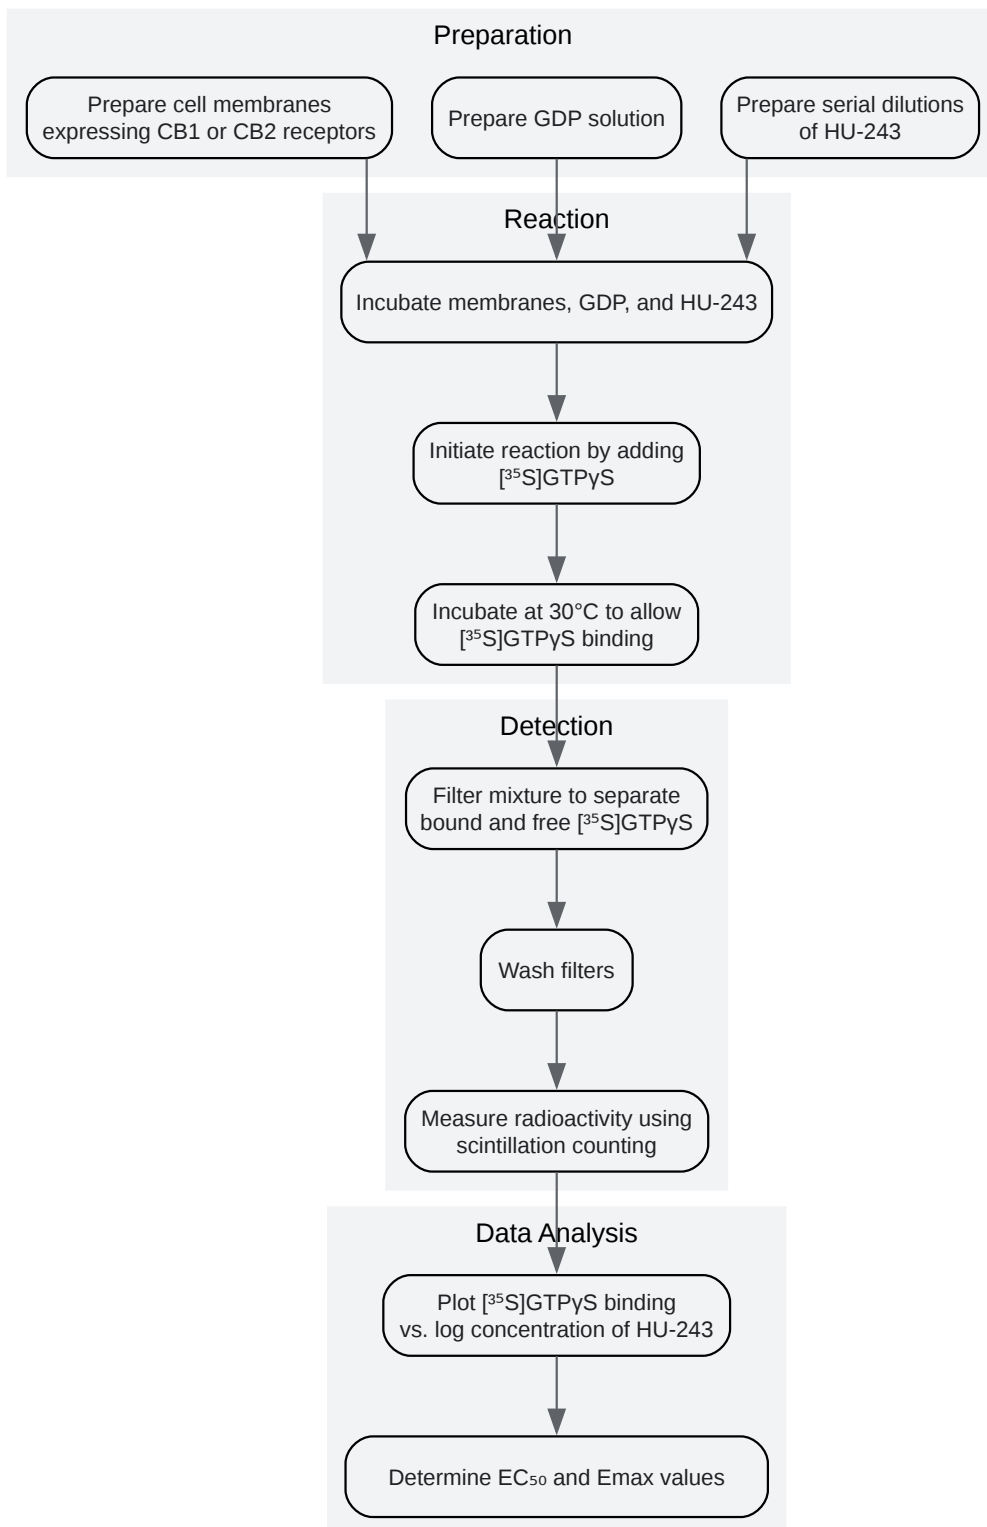 Preparation
Prepare cell membranes
expressing CB1 or CB2 receptors
Prepare GDP solution
Prepare serial dilutions
of HU-243
Reaction
Incubate membranes, GDP, and HU-243
Initiate reaction by adding
[³⁵S]GTPγS
Incubate at 30°C to allow
[³⁵S]GTPγS binding
Detection
Filter mixture to separate
bound and free [³⁵S]GTPγS
Wash filters
Measure radioactivity using
scintillation counting
Data Analysis
Plot [³⁵S]GTPγS binding
vs. log concentration of HU-243
Determine EC₅₀ and Emax values